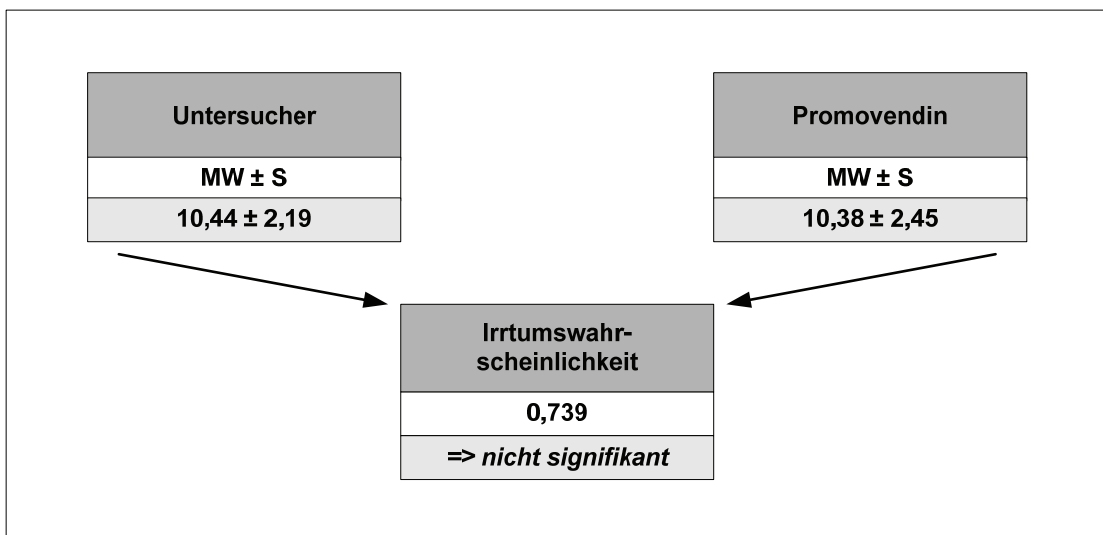 Untersucher
MW ± S
10,44 ± 2,19
Promovendin
MW ± S
10,38 ± 2,45
Irrtumswahr-
scheinlichkeit
0,739
=> nicht signifikant